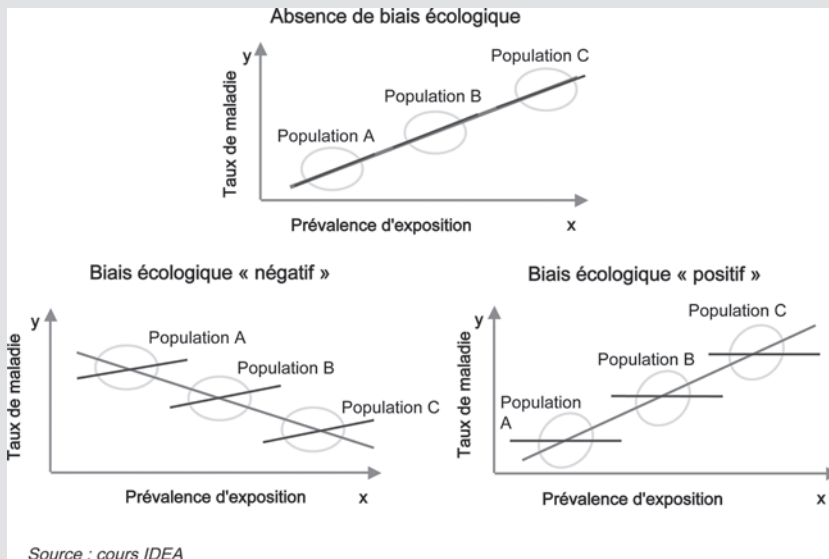 Absence de biais écologique
y
Population C
Population B
Population A
Taux de maladie
Prévalence d'exposition
x
Biais écologique « négatif »
y
Population A
Population B
Population C
Taux de maladie
Prévalence d'exposition
x
Biais écologique « positif »
y
Population C
Population B
Population
A
Taux de maladie
Prévalence d'exposition
x
Source : cours IDEA